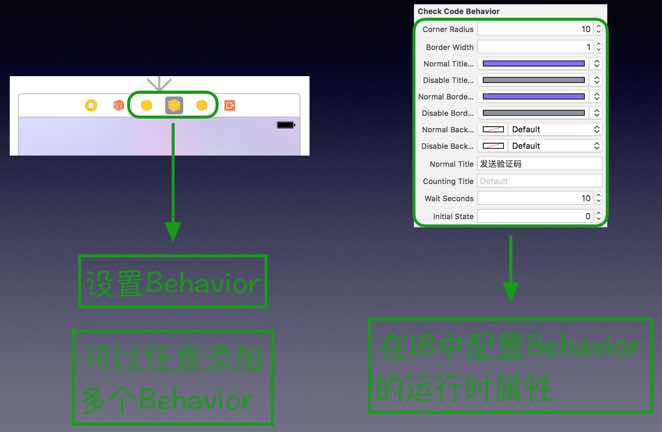 Check Code Behavior
Corner Radius 10
Border Width 1
Normal Title...
Disable Title...
Normal Borde...
Disable Bord...
Normal Back... Default
Disable Back... Default
Normal Title 发送验证码
Counting Title Default
Wait Seconds 10
Initial State 0
设置Behavior
可以任意添加
多个Behavior
在IB中配置Behavior
的运行时属性